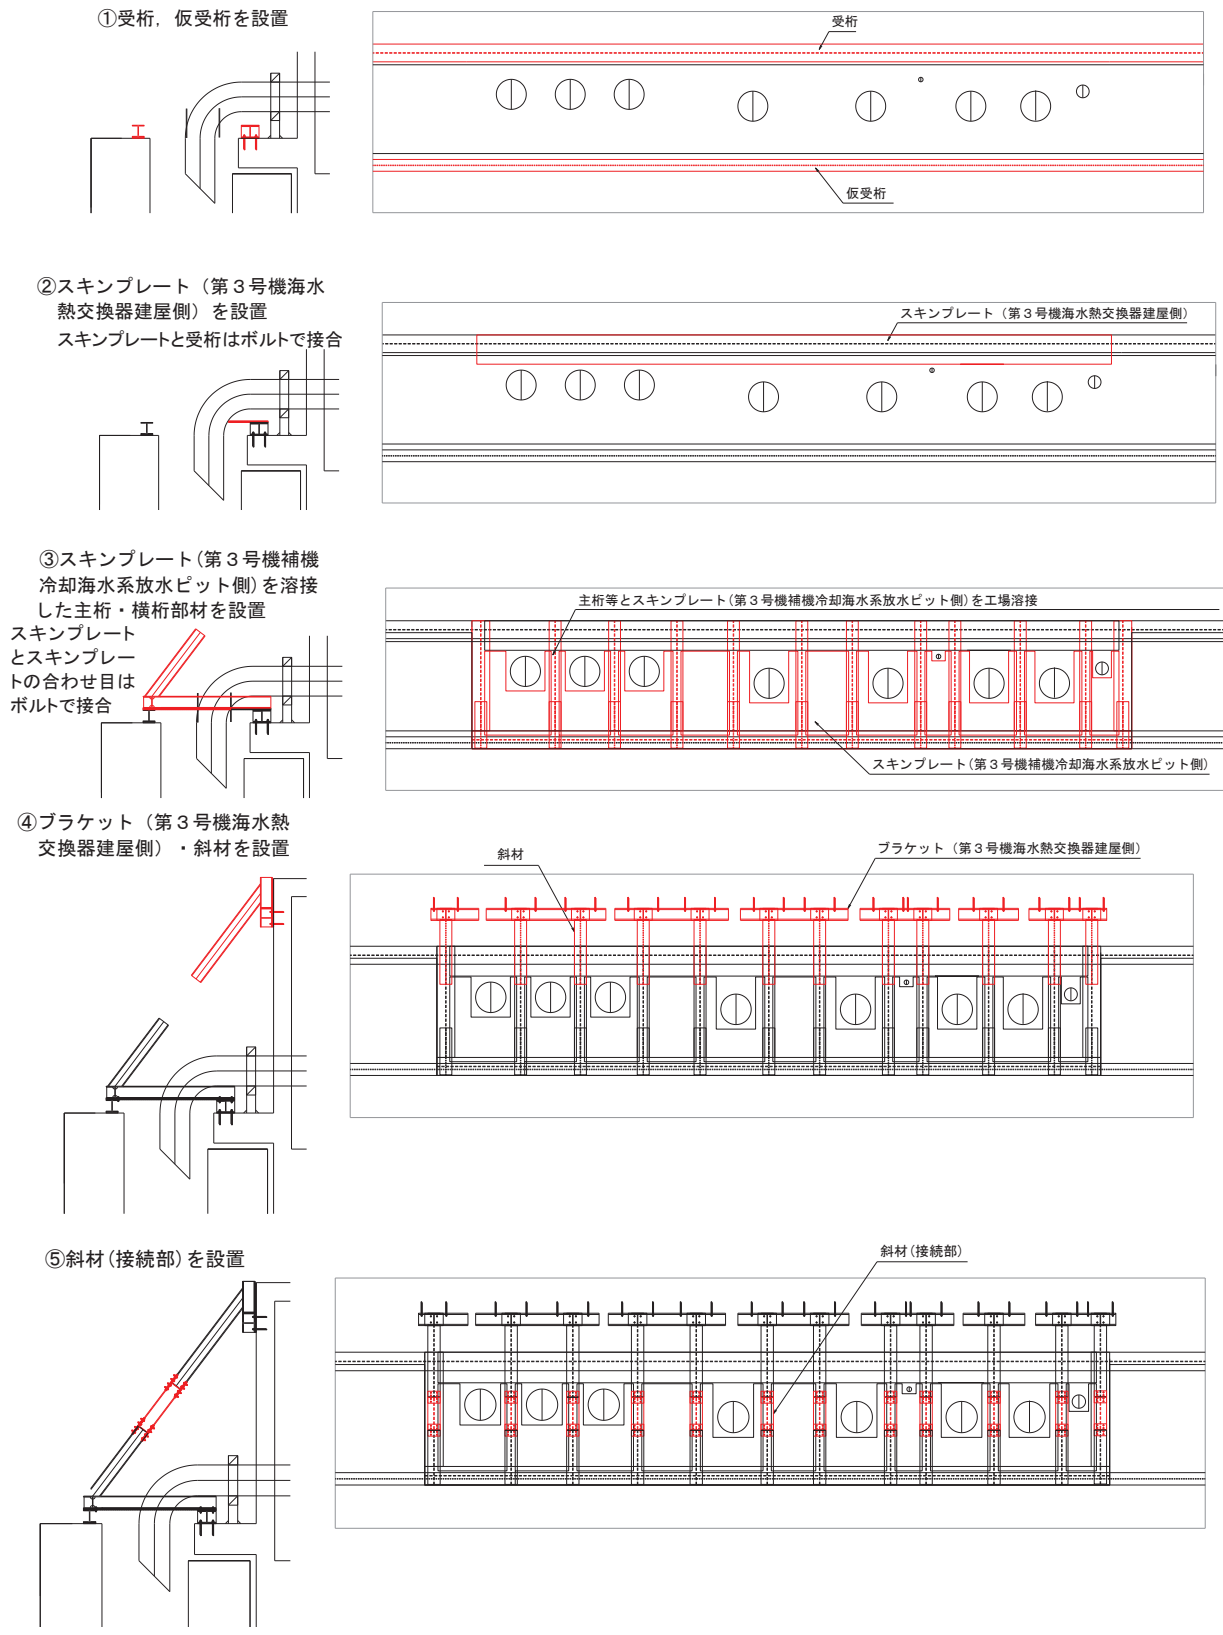 ①受桁，仮受桁を設置
受桁
仮受桁
②スキンプレート（第３号機海水
熱交換器建屋側）を設置
スキンプレートと受桁はボルトで接合
スキンプレート（第３号機海水熱交換器建屋側）
③スキンプレート(第３号機補機
冷却海水系放水ピット側)を溶接
した主桁・横桁部材を設置
スキンプレート
とスキンプレー
トの合わせ目は
ボルトで接合
主桁等とスキンプレート(第３号機補機冷却海水系放水ピット側)を工場溶接
スキンプレート(第３号機補機冷却海水系放水ピット側)
④ブラケット（第３号機海水熱
交換器建屋側）・斜材を設置
斜材
ブラケット（第３号機海水熱交換器建屋側）
⑤斜材(接続部)を設置
斜材(接続部)